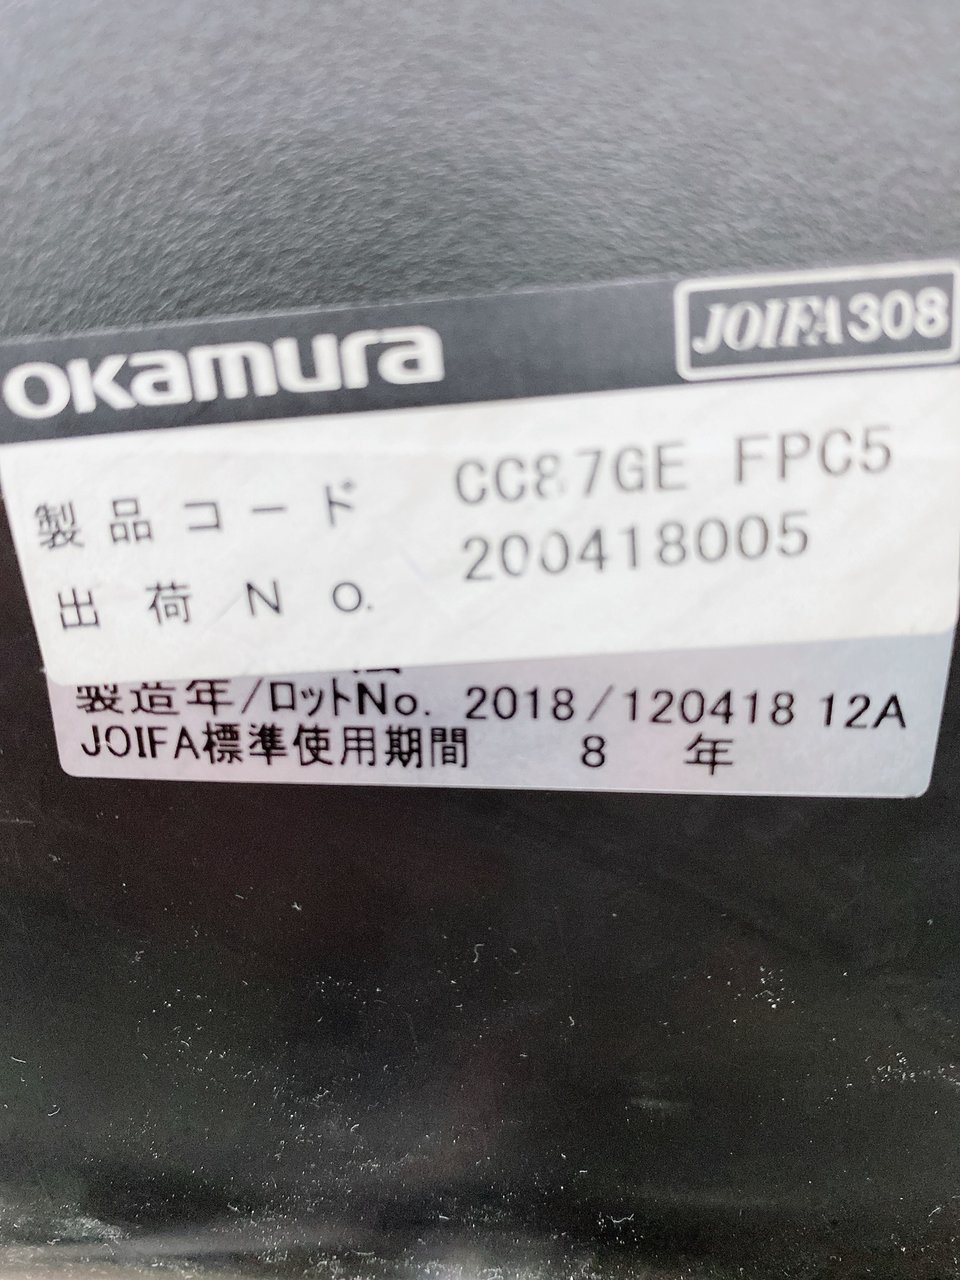 okamura JOIFA308
製品コード CC87GE FPC5
出荷No. 200418005
製造年/ロットNo. 2018/120418 12A
JOIFA標準使用期間 8年